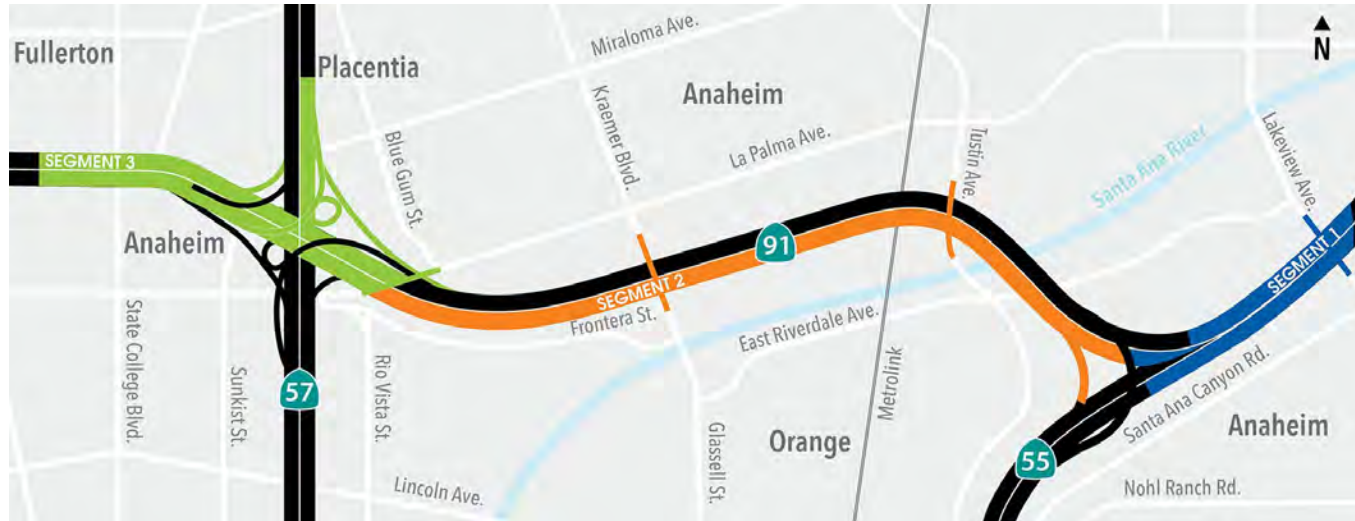 Fullerton
Placentia
Miraloma Ave.
N
Anaheim
Kraemer Blvd.
Blue Gum St.
La Palma Ave.
Tustin Ave.
Santa Ana River
Lakeview Ave.
SEGMENT 3
Anaheim
91
SEGMENT 1
SEGMENT 2
Frontera St.
East Riverdale Ave.
State College Blvd.
Sunkist St.
57
Rio Vista St.
Metrolink
Santa Ana Canyon Rd.
Glassell St.
Orange
Anaheim
55
Lincoln Ave.
Nohl Ranch Rd.